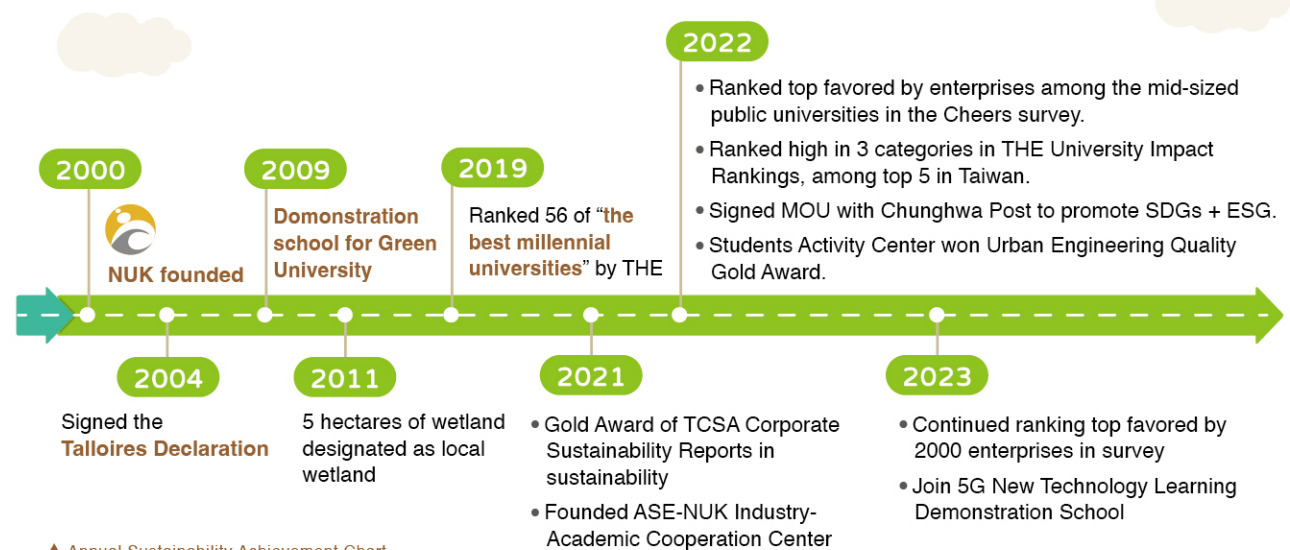 2000
NUK founded
2004
Signed the
Talloires Declaration
2009
Domonstration
school for Green
University
2011
5 hectares of wetland
designated as local
wetland
2019
Ranked 56 of “the
best millennial
universities” by THE
2021
• Gold Award of TCSA Corporate
Sustainability Reports in
sustainability
• Founded ASE-NUK Industry-
Academic Cooperation Center
2022
• Ranked top favored by enterprises among the mid-sized
public universities in the Cheers survey.
• Ranked high in 3 categories in THE University Impact
Rankings, among top 5 in Taiwan.
• Signed MOU with Chunghwa Post to promote SDGs + ESG.
• Students Activity Center won Urban Engineering Quality
Gold Award.
2023
• Continued ranking top favored by
2000 enterprises in survey
• Join 5G New Technology Learning
Demonstration School
▲ Annual Sustainability Achievement Chart